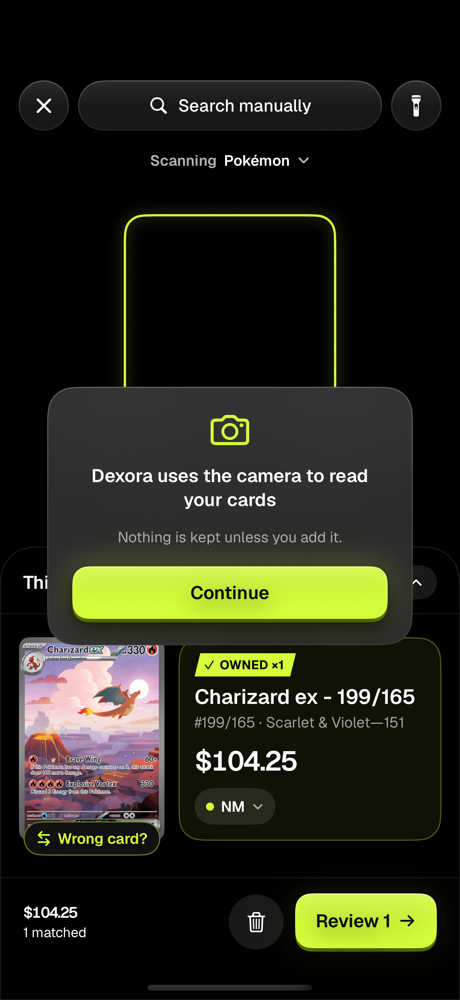 Search manually
Scanning Pokémon
Dexora uses the camera to read
your cards
Nothing is kept unless you add it.
Continue
Charizard ex 330
Brave Wing 60+
Explosive Vortex 330
Wrong card?
✓ OWNED ×1
Charizard ex - 199/165
#199/165 · Scarlet & Violet—151
$104.25
NM
$104.25
1 matched
Review 1 →